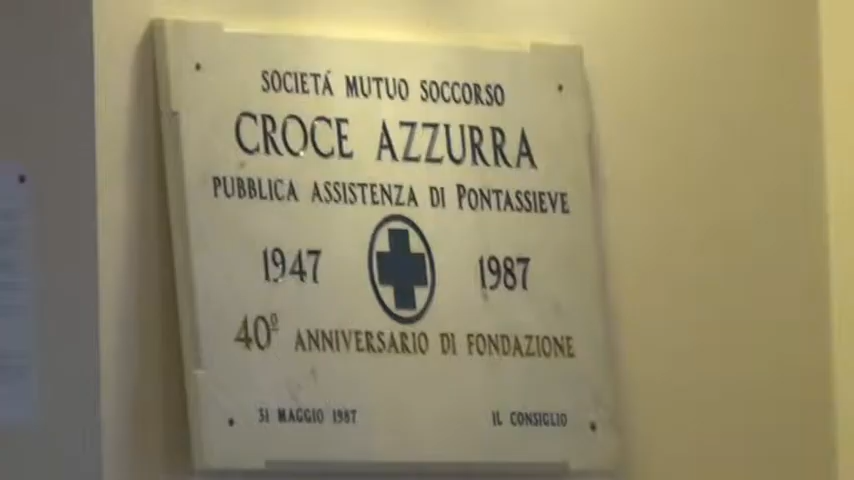 SOCIETÁ MUTUO SOCCORSO
CROCE AZZURRA
PUBBLICA ASSISTENZA DI PONTASSIEVE
1947 1987
40º ANNIVERSARIO DI FONDAZIONE
31 MAGGIO 1987 IL CONSIGLIO